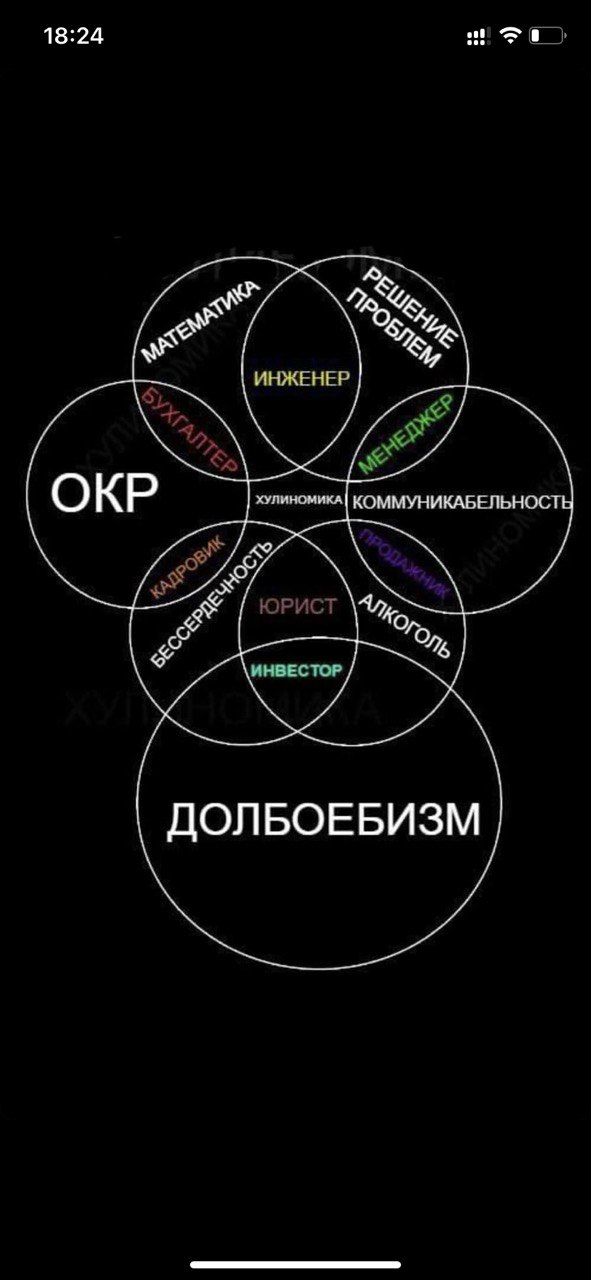 18:24
МАТЕМАТИКА
РЕШЕНИЕ
ПРОБЛЕМ
ИНЖЕНЕР
БУХГАЛТЕР
МЕНЕДЖЕР
ОКР
ХУЛИНОМИКА
КОММУНИКАБЕЛЬНОСТЬ
КАДРОВИК
БЕССЕРДЕЧНОСТЬ
ЮРИСТ
ПРОДАЖНИК
АЛКОГОЛЬ
ИНВЕСТОР
ХУЛИНОМИКА
ДОЛБОЕБИЗМ